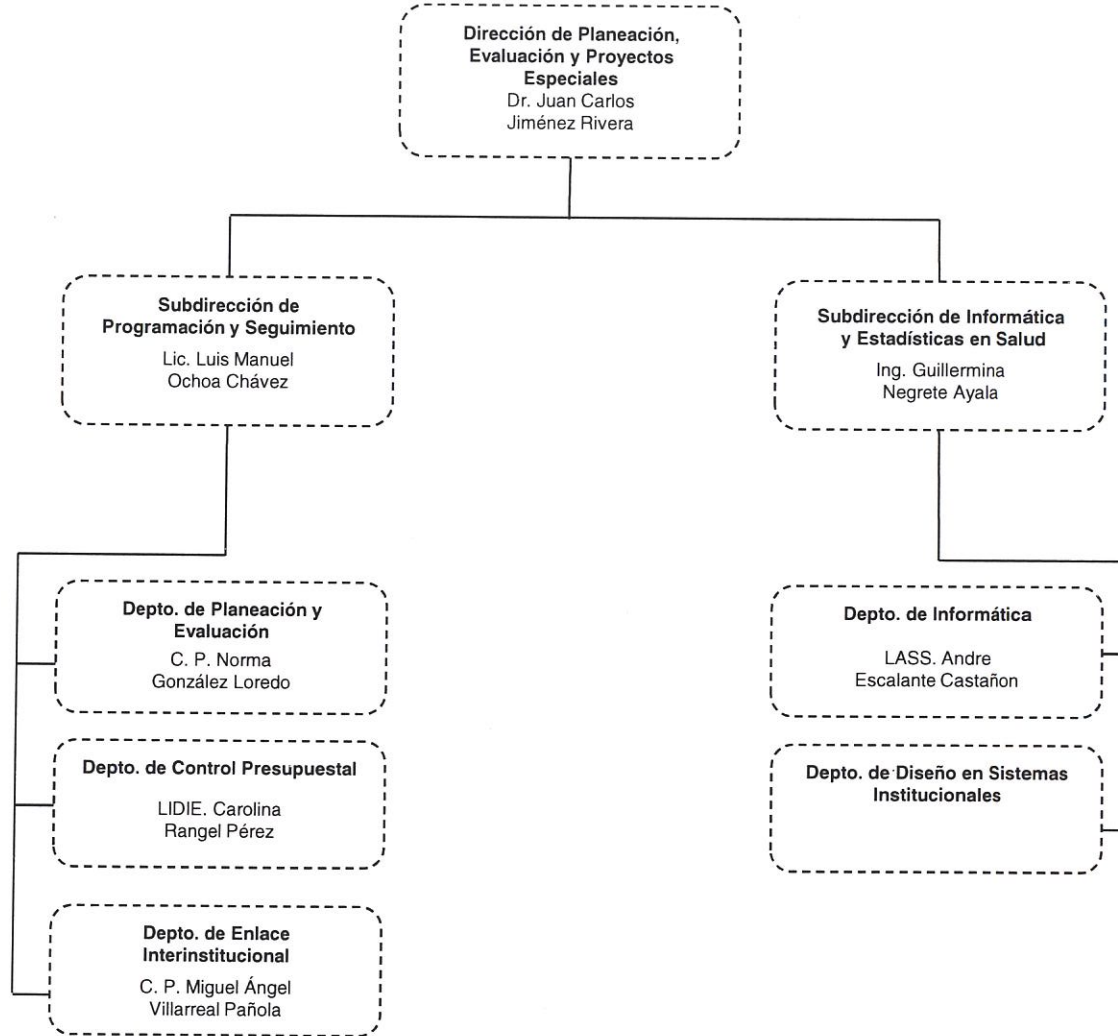 Dirección de Planeación,
Evaluación y Proyectos
Especiales
Dr. Juan Carlos
Jiménez Rivera
Subdirección de
Programación y Seguimiento
Lic. Luis Manuel
Ochoa Chávez
Subdirección de Informática
y Estadísticas en Salud
Ing. Guillermina
Negrete Ayala
Depto. de Planeación y
Evaluación
C. P. Norma
González Loredo
Depto. de Informática
LASS. Andre
Escalante Castañon
Depto. de Control Presupuestal
LIDIE. Carolina
Rangel Pérez
Depto. de Diseño en Sistemas
Institucionales
Depto. de Enlace
Interinstitucional
C. P. Miguel Ángel
Villarreal Pañola